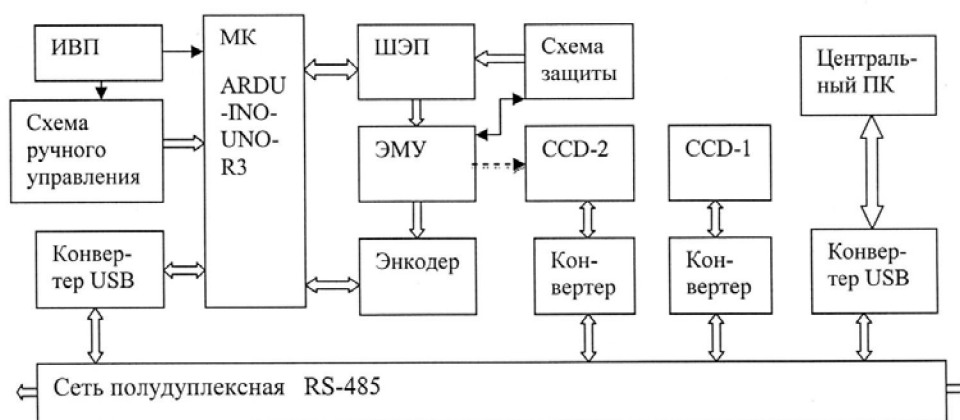 ИВП
МК
ARDU
-INO-
UNO-
R3
ШЭП
Схема
защиты
Централь-
ный ПК
Схема
ручного
управления
ЭМУ
CCD-2
CCD-1
Конвер-
тер USB
Энкодер
Кон-
вертер
Кон-
вертер
Конвер-
тер USB
Сеть полудуплексная RS-485